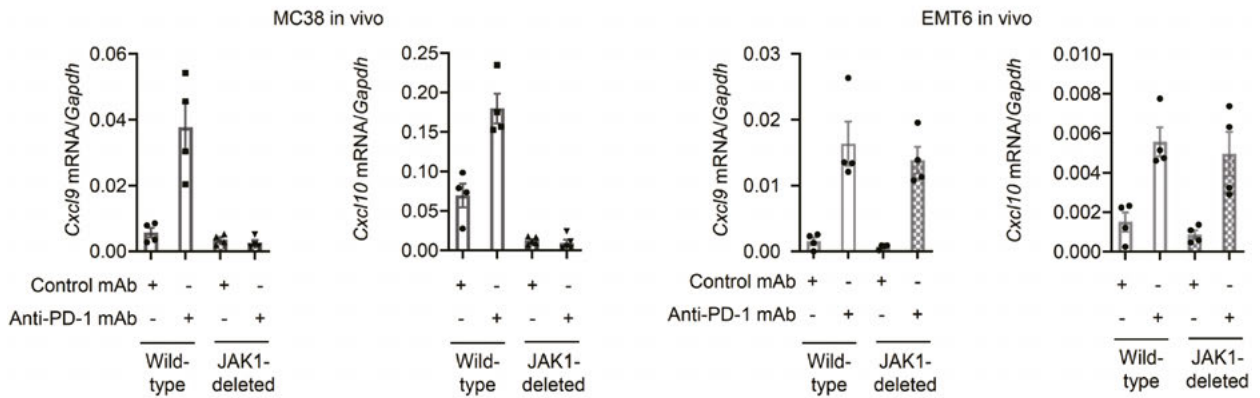 MC38 in vivo
EMT6 in vivo
Cxcl9 mRNA/Gapdh
0.06
0.04
0.02
0.00
Cxcl10 mRNA/Gapdh
0.25
0.20
0.15
0.10
0.05
0.00
Cxcl9 mRNA/Gapdh
0.03
0.02
0.01
0.00
Cxcl10 mRNA/Gapdh
0.010
0.008
0.006
0.004
0.002
0.000
Control mAb + - + - + - + -
Anti-PD-1 mAb - + - + - + - +
Wild-type
JAK1-deleted
Wild-type
JAK1-deleted
Control mAb + - + - + - + -
Anti-PD-1 mAb - + - + - + - +
Wild-type
JAK1-deleted
Wild-type
JAK1-deleted